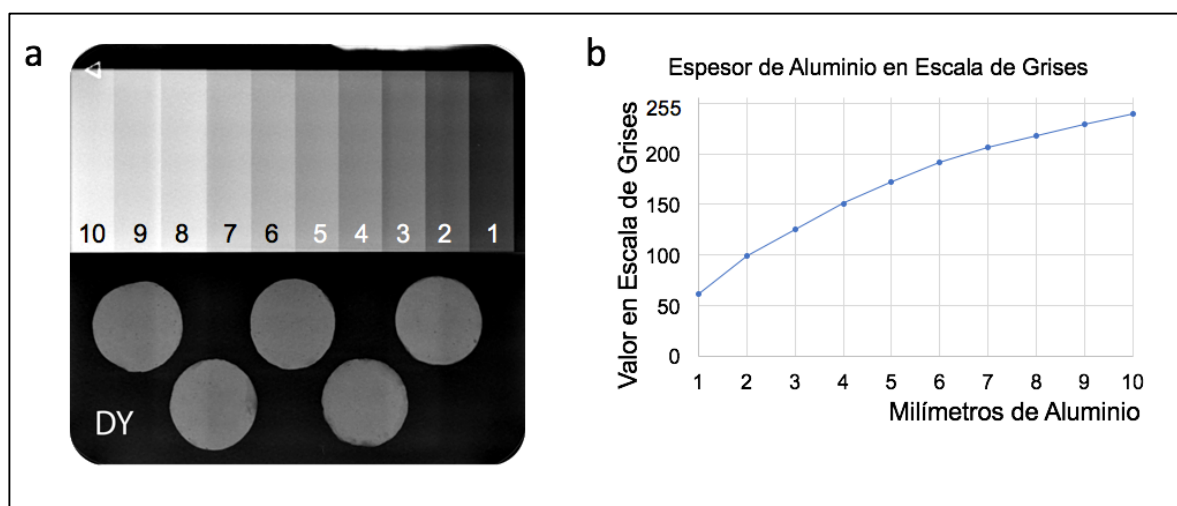 a
10 9 8 7 6 5 4 3 2 1
DY
b
Espesor de Aluminio en Escala de Grises
Valor en Escala de Grises
255
200
150
100
50
0
1 2 3 4 5 6 7 8 9 10
Milímetros de Aluminio